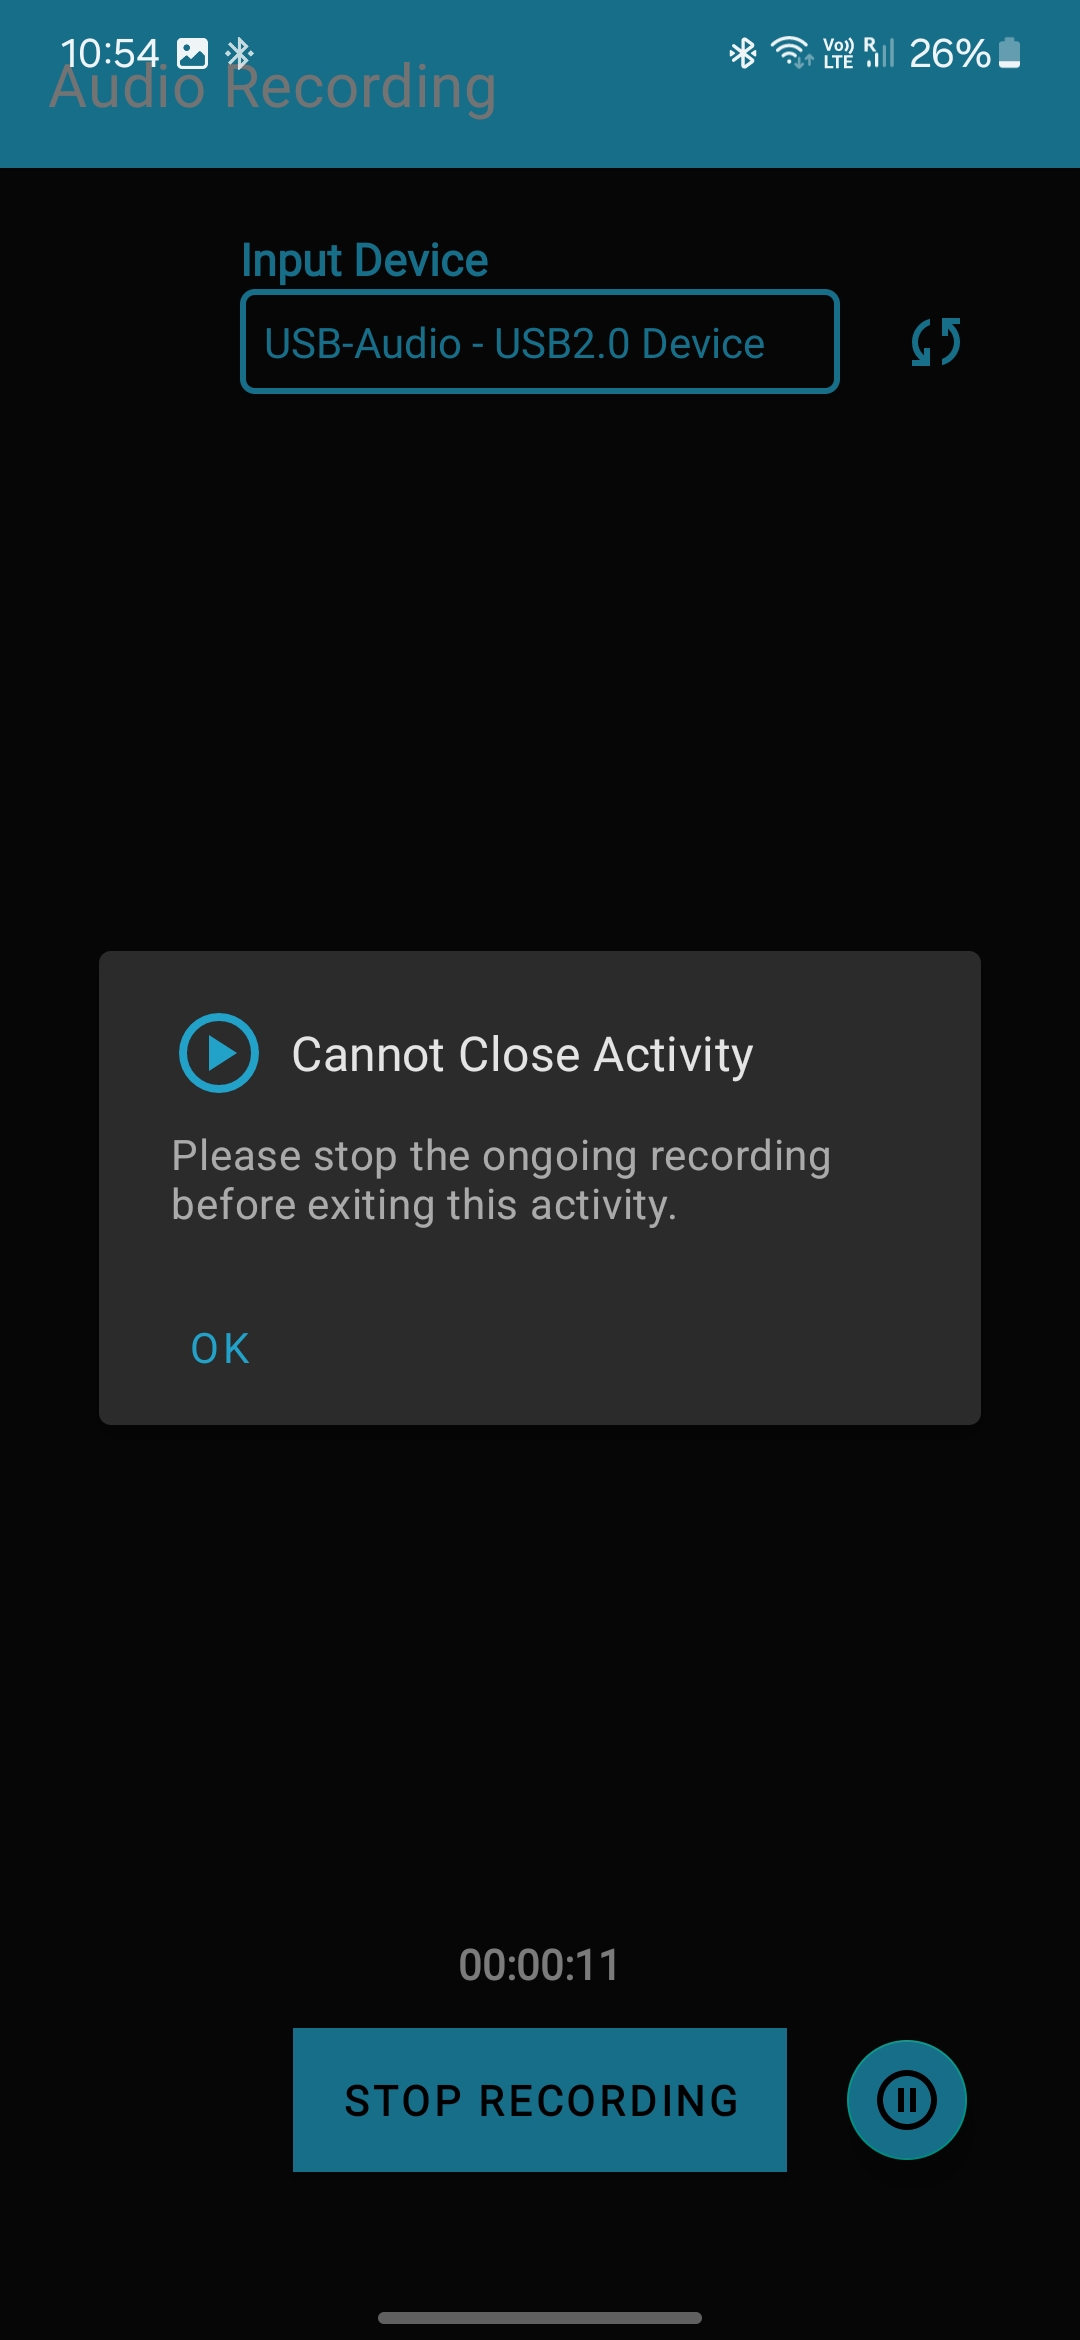 10:54
Vo)) LTE R 26%
Audio Recording
Input Device
USB-Audio - USB2.0 Device
Cannot Close Activity
Please stop the ongoing recording
before exiting this activity.
OK
00:00:11
STOP RECORDING